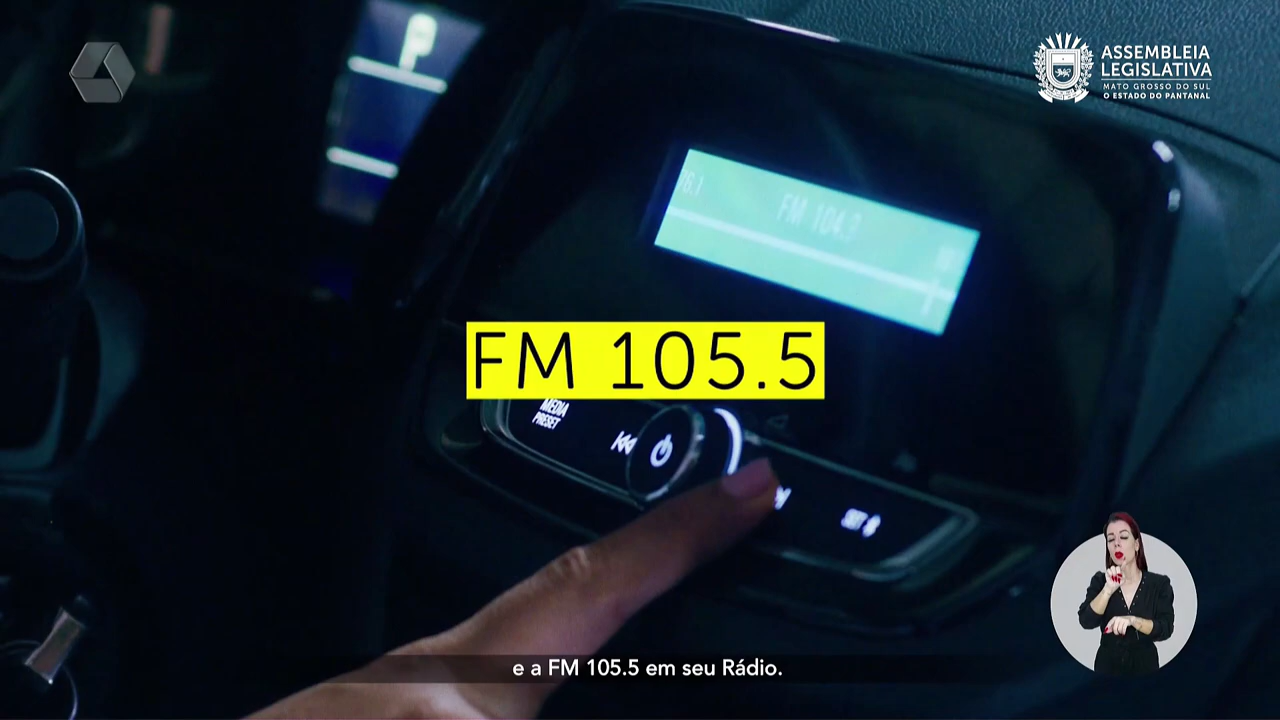 P
ASSEMBLEIA
LEGISLATIVA
MATO GROSSO DO SUL
O ESTADO DO PANTANAL
FM 104.3
FM 105.5
MEDIA
PRESET
e a FM 105.5 em seu Rádio.